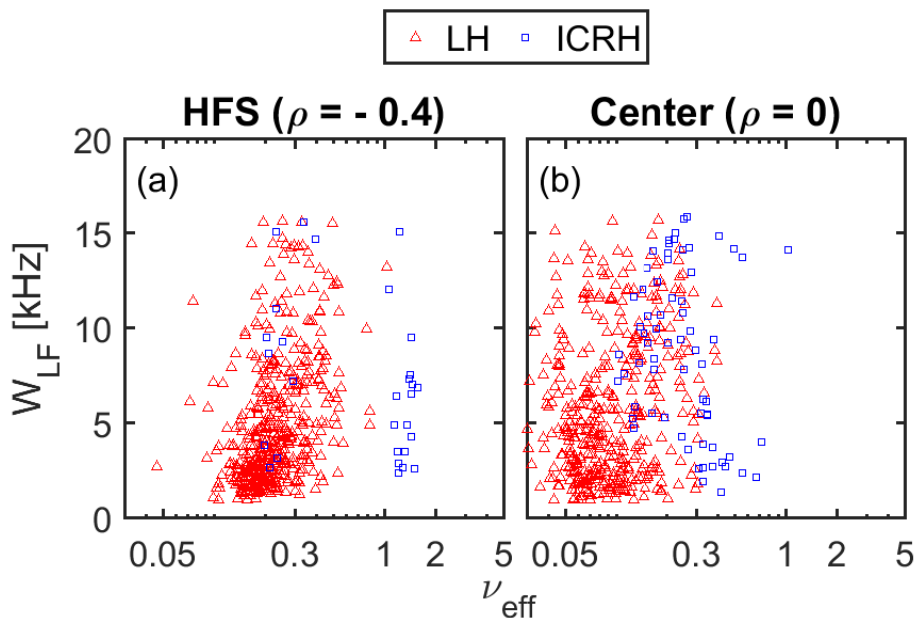 LH ICRH
HFS (ρ = - 0.4) Center (ρ = 0)
(a) (b)
20
15
10
5
0
W_LF [kHz]
0.05 0.3 1 2 5 0.05 0.3 1 2 5
ν_eff